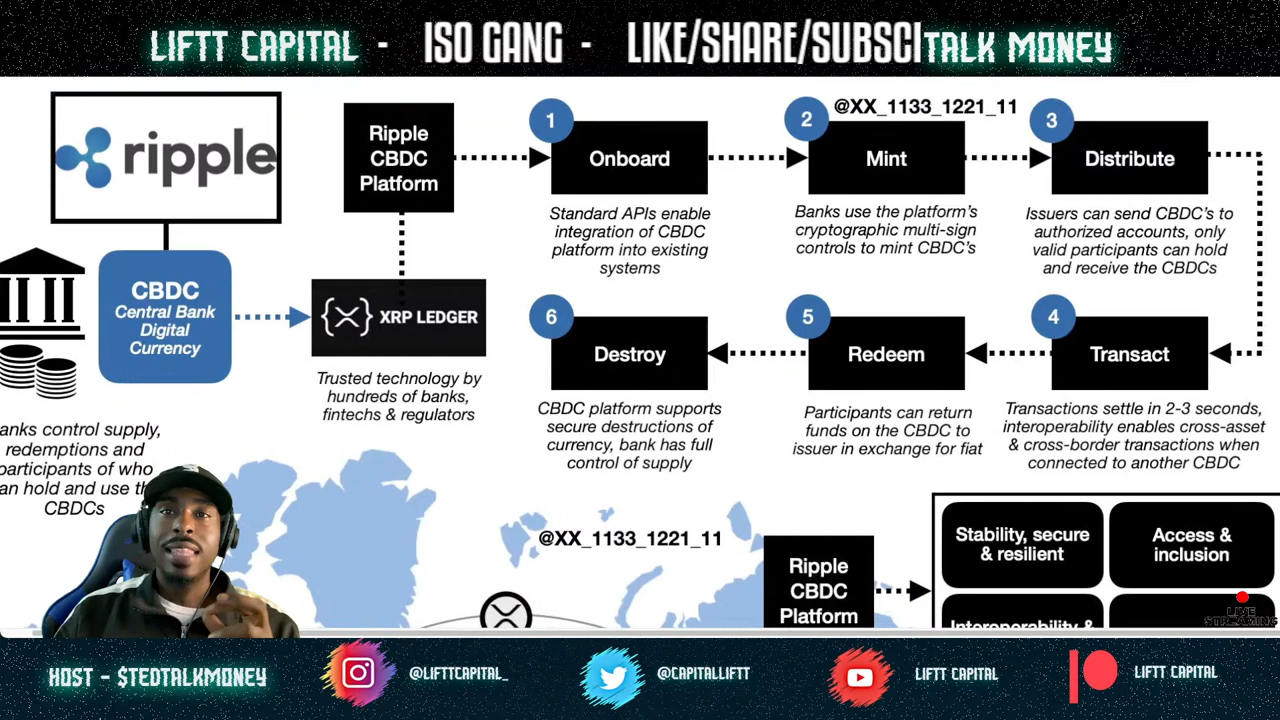 LIFTT CAPITAL - ISO GANG - LIKE/SHARE/SUBSCI
TALK MONEY
ripple
Ripple
CBDC
Platform
1
Onboard
Standard APIs enable
integration of CBDC
platform into existing
systems
@XX_1133_1221_11
2
Mint
Banks use the platform's
cryptographic multi-sign
controls to mint CBDC's
3
Distribute
Issuers can send CBDC's to
authorized accounts, only
valid participants can hold
and receive the CBDCs
CBDC
Central Bank
Digital
Currency
XRP LEDGER
Trusted technology by
hundreds of banks,
fintechs & regulators
6
Destroy
CBDC platform supports
secure destructions of
currency, bank has full
control of supply
5
Redeem
Participants can return
funds on the CBDC to
issuer in exchange for fiat
4
Transact
Transactions settle in 2-3 seconds,
interoperability enables cross-asset
& cross-border transactions when
connected to another CBDC
anks control supply,
redemptions and
participants of who
an hold and use th
CBDCs
@XX_1133_1221_11
Ripple
CBDC
Platform
Stability, secure
& resilient
Access &
inclusion
Interoperability &
LIVE
STREAMING
HOST - $TEDTALKMONEY
@LIFTTCAPITAL_
@CAPITALLIFTT
LIFTT CAPITAL
LIFTT CAPITAL